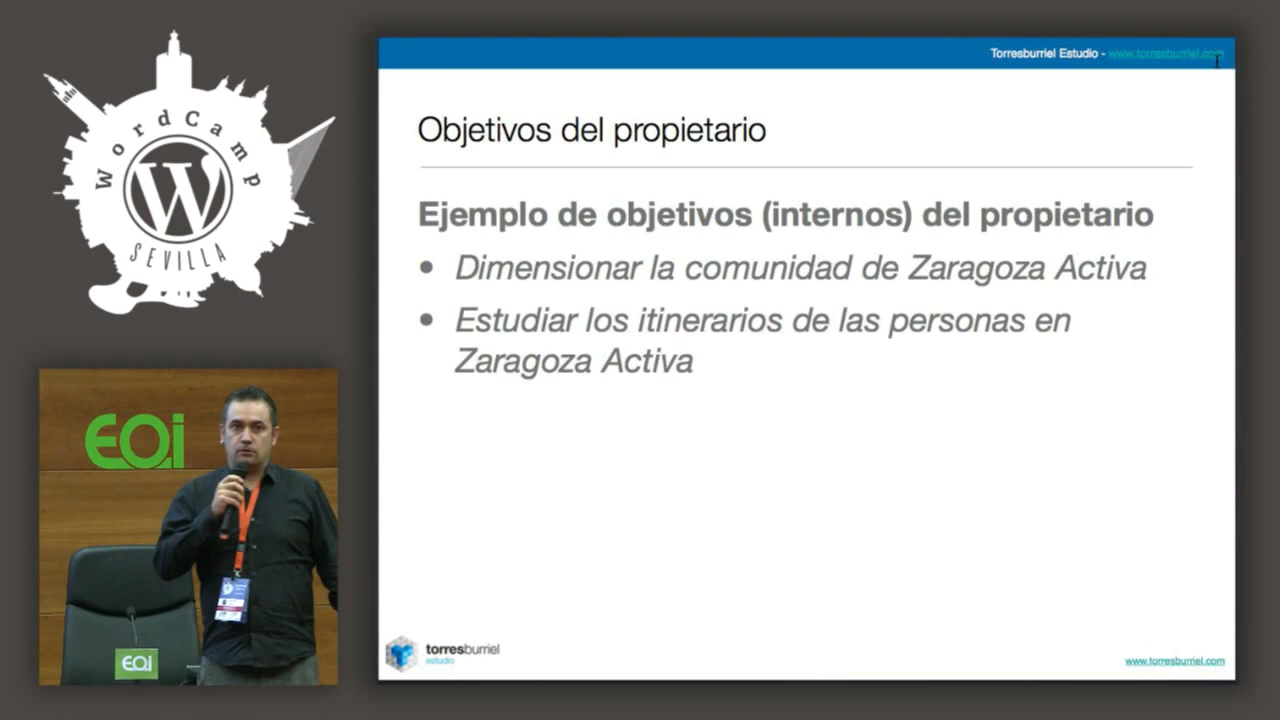 WordCamp
SEVILLA
EOi
EOi
Torresburriel Estudio - www.torresburriel.com
Objetivos del propietario
Ejemplo de objetivos (internos) del propietario
• Dimensionar la comunidad de Zaragoza Activa
• Estudiar los itinerarios de las personas en
Zaragoza Activa
torresburriel
estudio
www.torresburriel.com